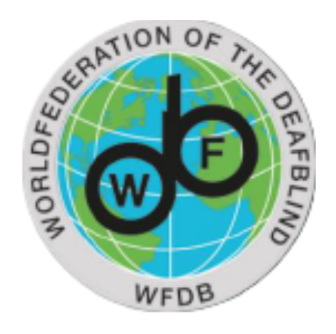 WORLDFEDERATION OF THE DEAFBLIND
W F
WFDB